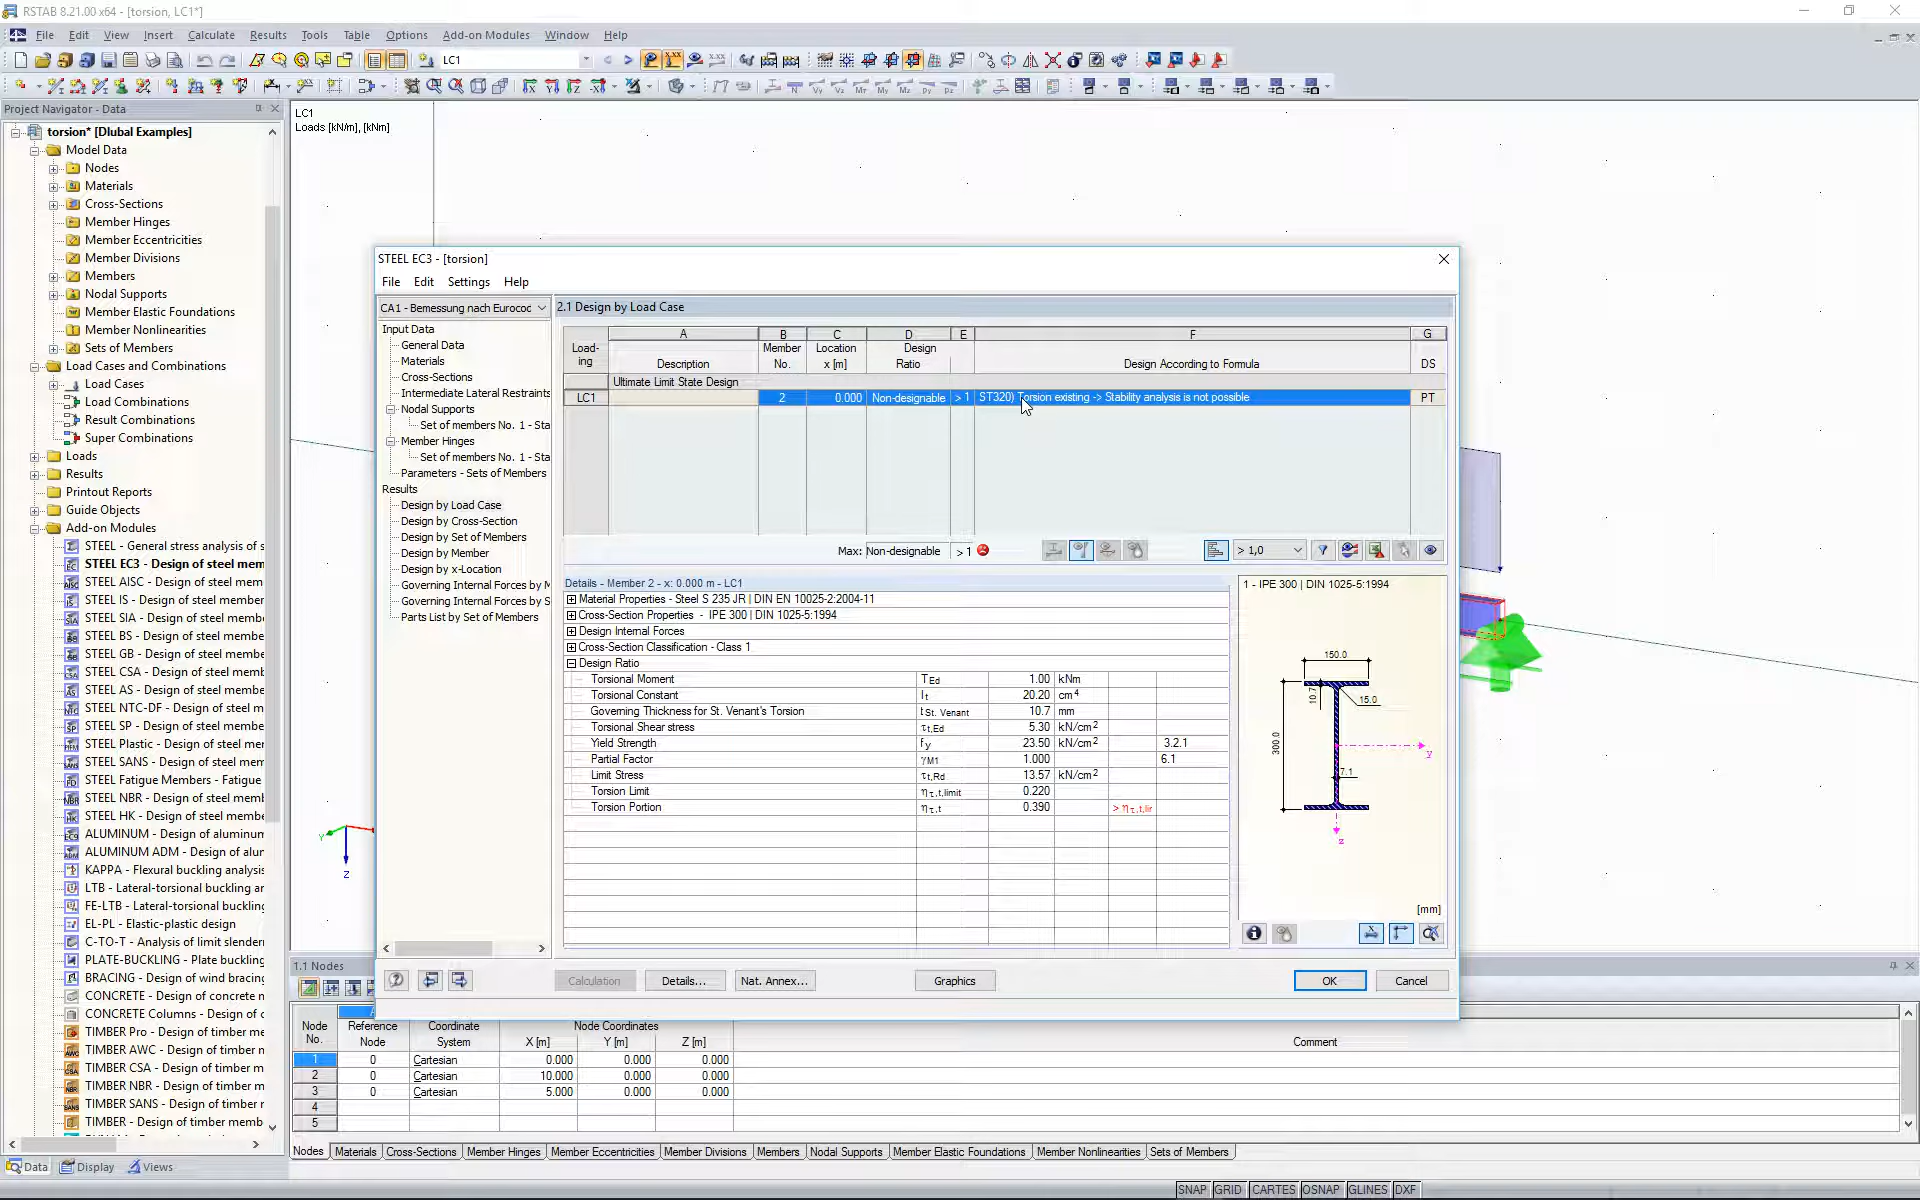 RSTAB 8.21.00 x64 - [torsion, LC1*]
File Edit View Insert Calculate Results Tools Table Options Add-on Modules Window Help
LC1
Project Navigator - Data
torsion* [Dlubal Examples]
Model Data
Nodes
Materials
Cross-Sections
Member Hinges
Member Eccentricities
Member Divisions
Members
Nodal Supports
Member Elastic Foundations
Member Nonlinearities
Sets of Members
Load Cases and Combinations
Load Cases
Load Combinations
Result Combinations
Super Combinations
Loads
Results
Printout Reports
Guide Objects
Add-on Modules
STEEL - General stress analysis of s
STEEL EC3 - Design of steel mem
STEEL AISC - Design of steel mem
STEEL IS - Design of steel membe
STEEL SIA - Design of steel membe
STEEL BS - Design of steel membe
STEEL GB - Design of steel membe
STEEL CSA - Design of steel memb
STEEL AS - Design of steel membe
STEEL NTC-DF - Design of steel m
STEEL SP - Design of steel membe
STEEL Plastic - Design of steel mer
STEEL SANS - Design of steel mem
STEEL Fatigue Members - Fatigue
STEEL NBR - Design of steel memb
STEEL HK - Design of steel membe
ALUMINUM - Design of aluminum
ALUMINUM ADM - Design of alur
KAPPA - Flexural buckling analysis
LTB - Lateral-torsional buckling ar
FE-LTB - Lateral-torsional buckling
EL-PL - Elastic-plastic design
C-TO-T - Analysis of limit slender
PLATE-BUCKLING - Plate buckling
BRACING - Design of wind bracing
CONCRETE - Design of concrete n
CONCRETE Columns - Design of c
TIMBER Pro - Design of timber me
TIMBER AWC - Design of timber m
TIMBER CSA - Design of timber me
TIMBER NBR - Design of timber m
TIMBER SANS - Design of timber r
TIMBER - Design of timber memb
Data Display Views
LC1
Loads [kN/m], [kNm]
Y
Z
STEEL EC3 - [torsion]
File Edit Settings Help
CA1 - Bemessung nach Eurocod
Input Data
General Data
Materials
Cross-Sections
Intermediate Lateral Restraints
Nodal Supports
Set of members No. 1 - Sta
Member Hinges
Set of members No. 1 - Sta
Parameters - Sets of Members
Results
Design by Load Case
Design by Cross-Section
Design by Set of Members
Design by Member
Design by x-Location
Governing Internal Forces by M
Governing Internal Forces by S
Parts List by Set of Members
2.1 Design by Load Case
A B C D E F G
Load-ing Description Member No. Location x [m] Design Ratio Design According to Formula DS
Ultimate Limit State Design
LC1 2 0.000 Non-designable > 1 ST320) Torsion existing -> Stability analysis is not possible PT
Max: Non-designable > 1 > 1,0
Details - Member 2 - x: 0.000 m - LC1
Material Properties - Steel S 235 JR | DIN EN 10025-2:2004-11
Cross-Section Properties - IPE 300 | DIN 1025-5:1994
Design Internal Forces
Cross-Section Classification - Class 1
Design Ratio
Torsional Moment TEd 1.00 kNm
Torsional Constant It 20.20 cm4
Governing Thickness for St. Venant's Torsion tSt. Venant 10.7 mm
Torsional Shear stress τt,Ed 5.30 kN/cm2
Yield Strength fy 23.50 kN/cm2 3.2.1
Partial Factor γM1 1.000 6.1
Limit Stress τt,Rd 13.57 kN/cm2
Torsion Limit ητ,t,limit 0.220
Torsion Portion ητ,t 0.390 > ητ,t,lir
1 - IPE 300 | DIN 1025-5:1994
150.0
10.7
15.0
300.0
7.1
y
z
[mm]
Calculation Details... Nat. Annex... Graphics OK Cancel
1.1 Nodes
A
Node No. Reference Node Coordinate System Node Coordinates X [m] Y [m] Z [m] Comment
1 0 Cartesian 0.000 0.000 0.000
2 0 Cartesian 10.000 0.000 0.000
3 0 Cartesian 5.000 0.000 0.000
4
5
Nodes Materials Cross-Sections Member Hinges Member Eccentricities Member Divisions Members Nodal Supports Member Elastic Foundations Member Nonlinearities Sets of Members
SNAP GRID CARTES OSNAP GLINES DXF